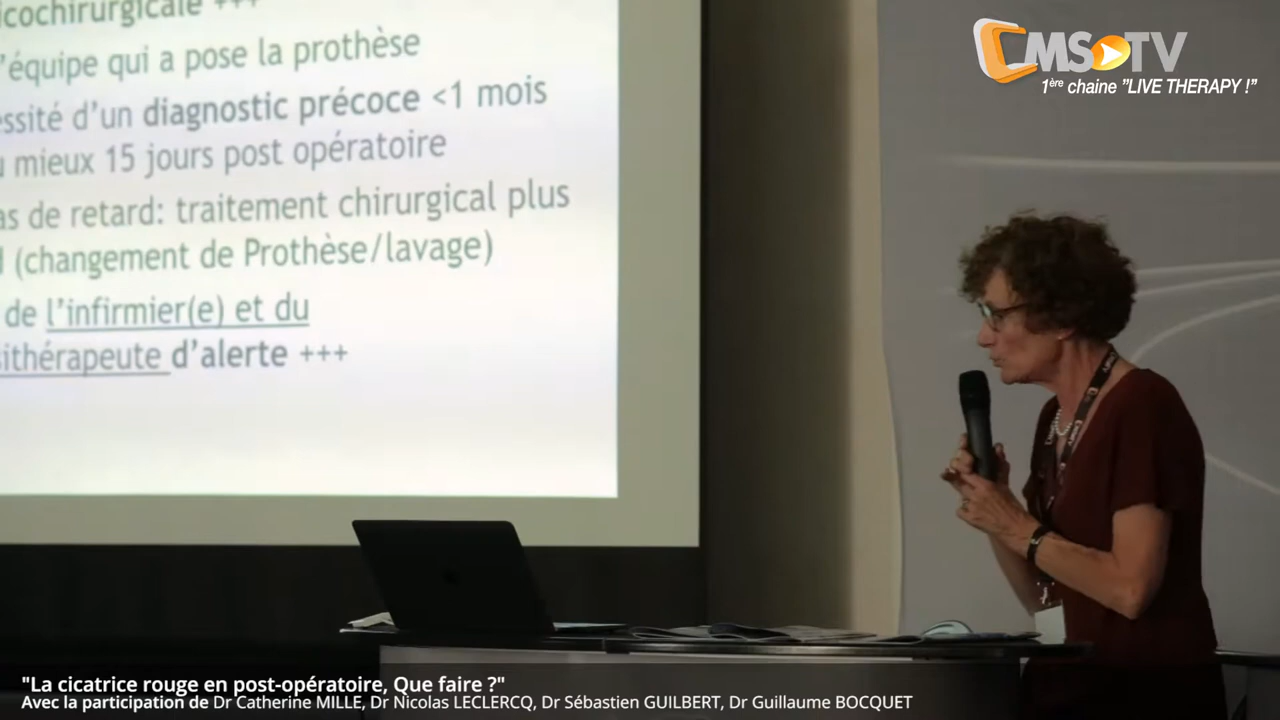 icochirurgicale +++
l'équipe qui a pose la prothèse
essité d'un diagnostic précoce <1 mois
u mieux 15 jours post opératoire
as de retard: traitement chirurgical plus
(changement de Prothèse/lavage)
de l'infirmier(e) et du
sithérapeute d'alerte +++
CMS TV
1ère chaine "LIVE THERAPY !"
"La cicatrice rouge en post-opératoire, Que faire ?"
Avec la participation de Dr Catherine MILLE, Dr Nicolas LECLERCQ, Dr Sébastien GUILBERT, Dr Guillaume BOCQUET